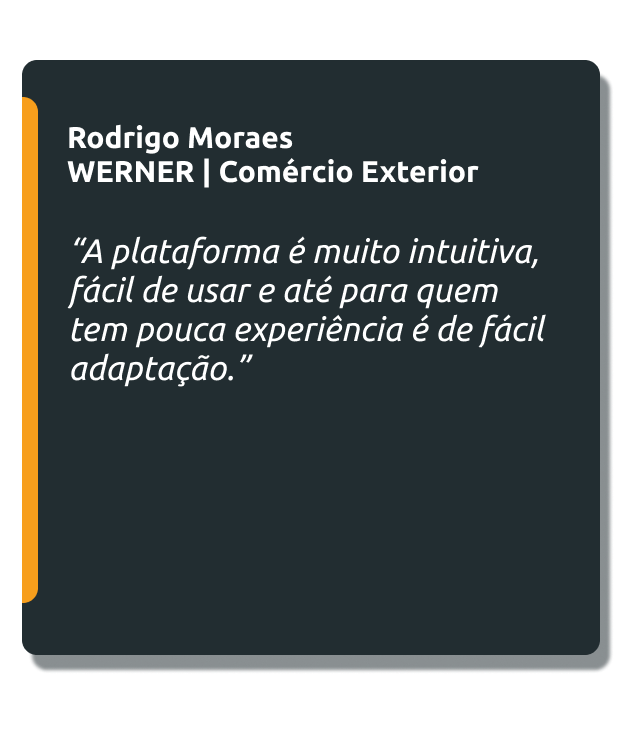 Rodrigo Moraes
WERNER | Comércio Exterior
“A plataforma é muito intuitiva,
fácil de usar e até para quem
tem pouca experiência é de fácil
adaptação.”